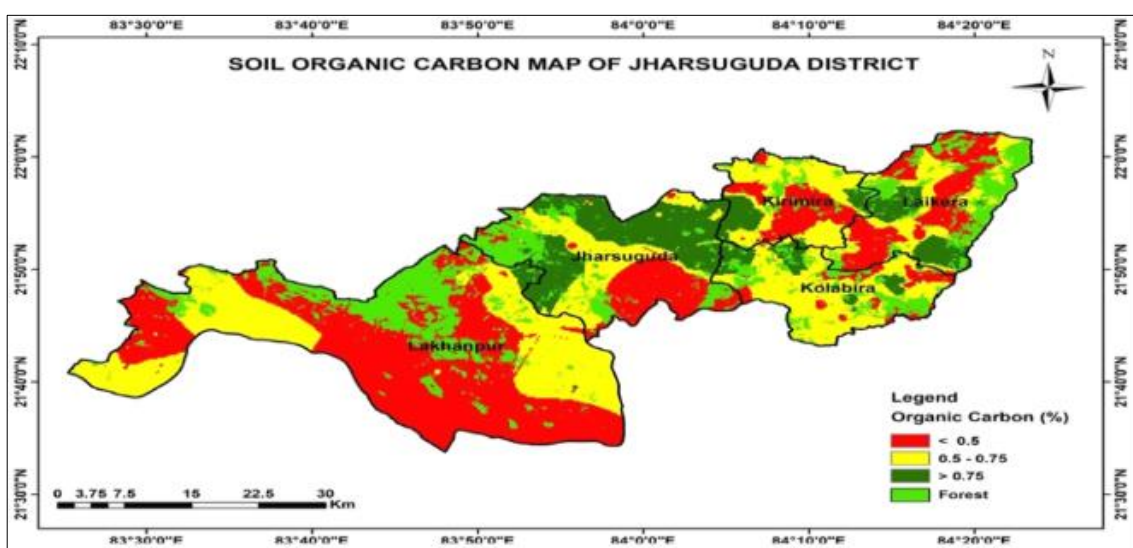 83°30'0"E 83°40'0"E 83°50'0"E 84°0'0"E 84°10'0"E 84°20'0"E
SOIL ORGANIC CARBON MAP OF JHARSUGUDA DISTRICT
N
22°10'0"N 22°10'0"N
22°0'0"N 22°0'0"N
Kirimira Laikera
21°50'0"N 21°50'0"N
Jharsuguda
Kolabira
Lakhanpur
21°40'0"N 21°40'0"N
Legend
Organic Carbon (%)
< 0.5
0.5 - 0.75
> 0.75
Forest
21°30'0"N 21°30'0"N
0 3.75 7.5 15 22.5 30
Km
83°30'0"E 83°40'0"E 83°50'0"E 84°0'0"E 84°10'0"E 84°20'0"E